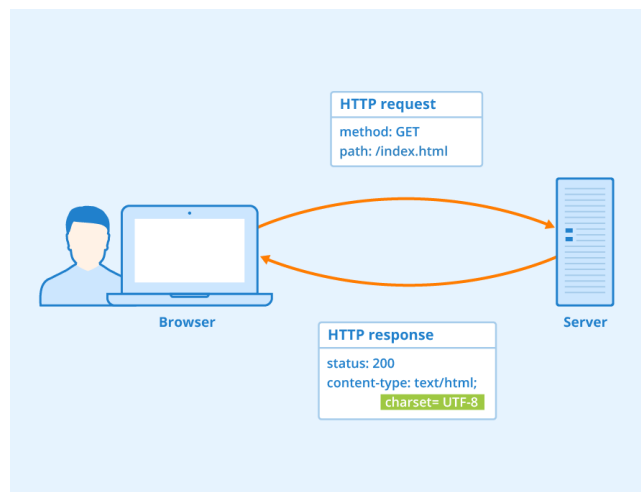 HTTP request
method: GET
path: /index.html
Browser
Server
HTTP response
status: 200
content-type: text/html;
charset= UTF-8